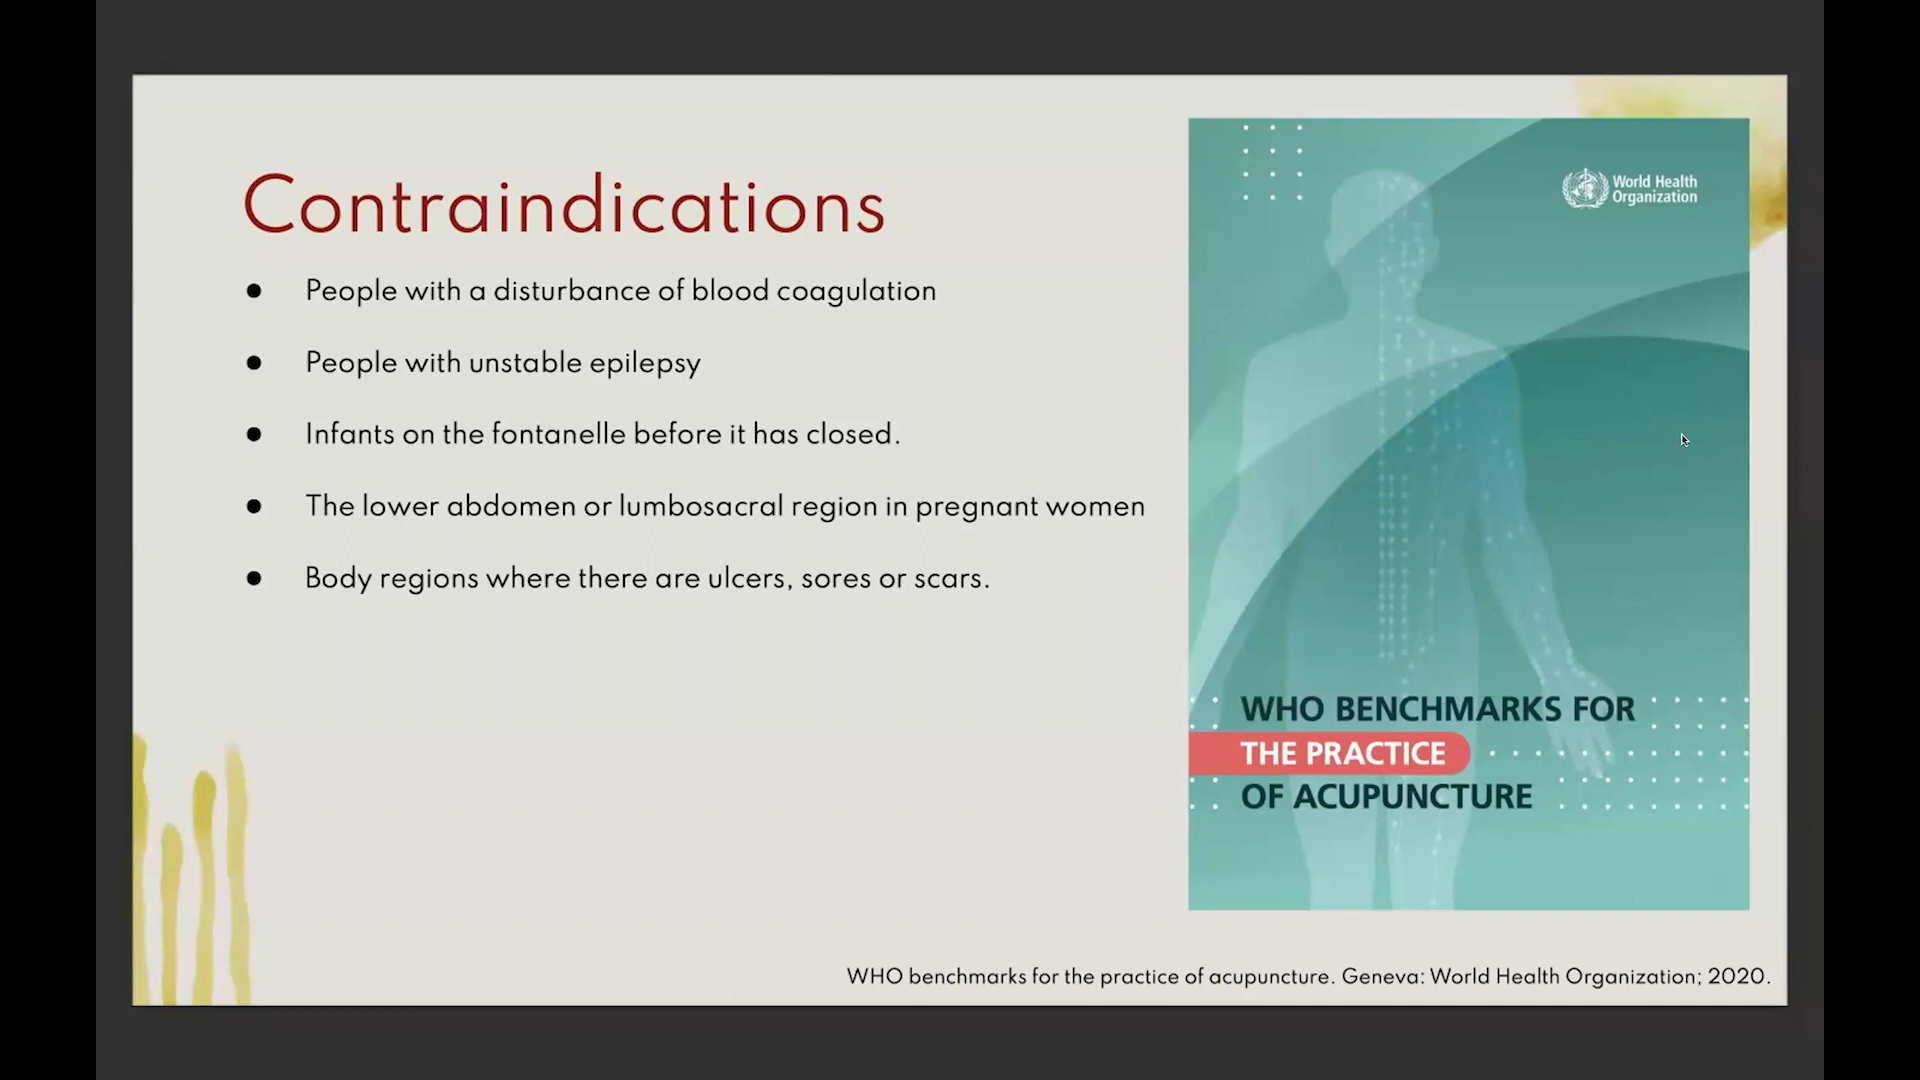 Contraindications
● People with a disturbance of blood coagulation
● People with unstable epilepsy
● Infants on the fontanelle before it has closed.
● The lower abdomen or lumbosacral region in pregnant women
● Body regions where there are ulcers, sores or scars.
World Health
Organization
WHO BENCHMARKS FOR
THE PRACTICE
OF ACUPUNCTURE
WHO benchmarks for the practice of acupuncture. Geneva: World Health Organization; 2020.